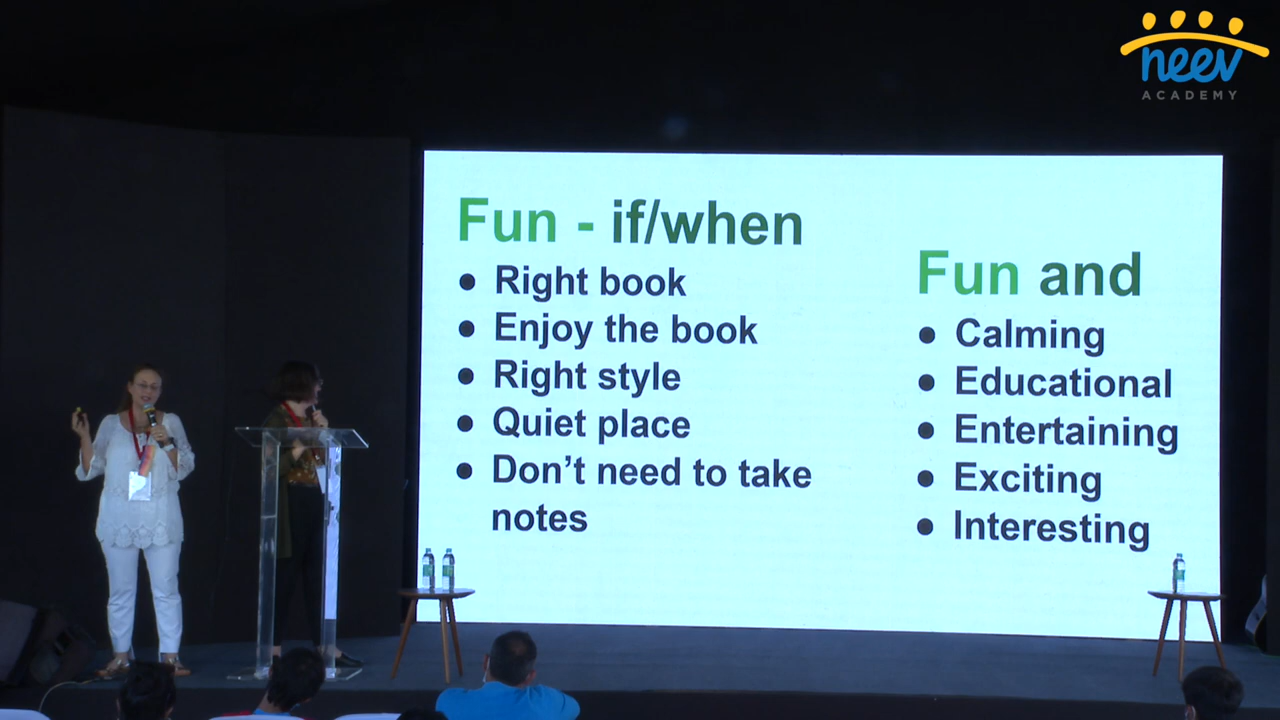 neev
ACADEMY
Fun - if/when
● Right book
● Enjoy the book
● Right style
● Quiet place
● Don't need to take
notes
Fun and
● Calming
● Educational
● Entertaining
● Exciting
● Interesting